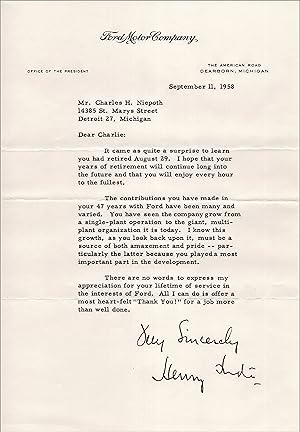 Ford Motor Company,
OFFICE OF THE PRESIDENT
THE AMERICAN ROAD
DEARBORN, MICHIGAN
September 11, 1958
Mr. Charles H. Niepoth
14385 St. Marys Street
Detroit 27, Michigan
Dear Charlie:
It came as quite a surprise to learn
you had retired August 29. I hope that your
years of retirement will continue long into
the future and that you will enjoy every hour
to the fullest.
The contributions you have made in
your 47 years with Ford have been many and
varied. You have seen the company grow from
a single-plant operation to the giant, multi-
plant organization it is today. I know this
growth, as you look back upon it, must be a
source of both amazement and pride -- par-
ticularly the latter because you played a most
important part in the development.
There are no words to express my
appreciation for your lifetime of service in
the interests of Ford. All I can do is offer a
most heart-felt "Thank You!" for a job more
than well done.
Very Sincerely
Henry Ford II